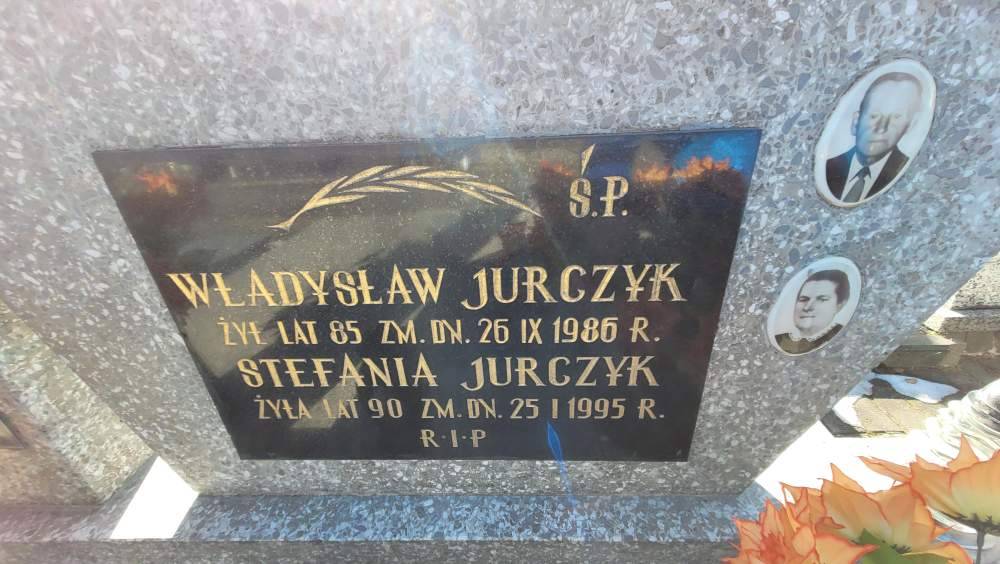 Ś.P.
WŁADYSŁAW JURCZYK
ŻYŁ LAT 85 ZM. DN. 26 IX 1986 R.
STEFANIA JURCZYK
ŻYŁA LAT 90 ZM. DN. 25 I 1995 R.
R·I·P